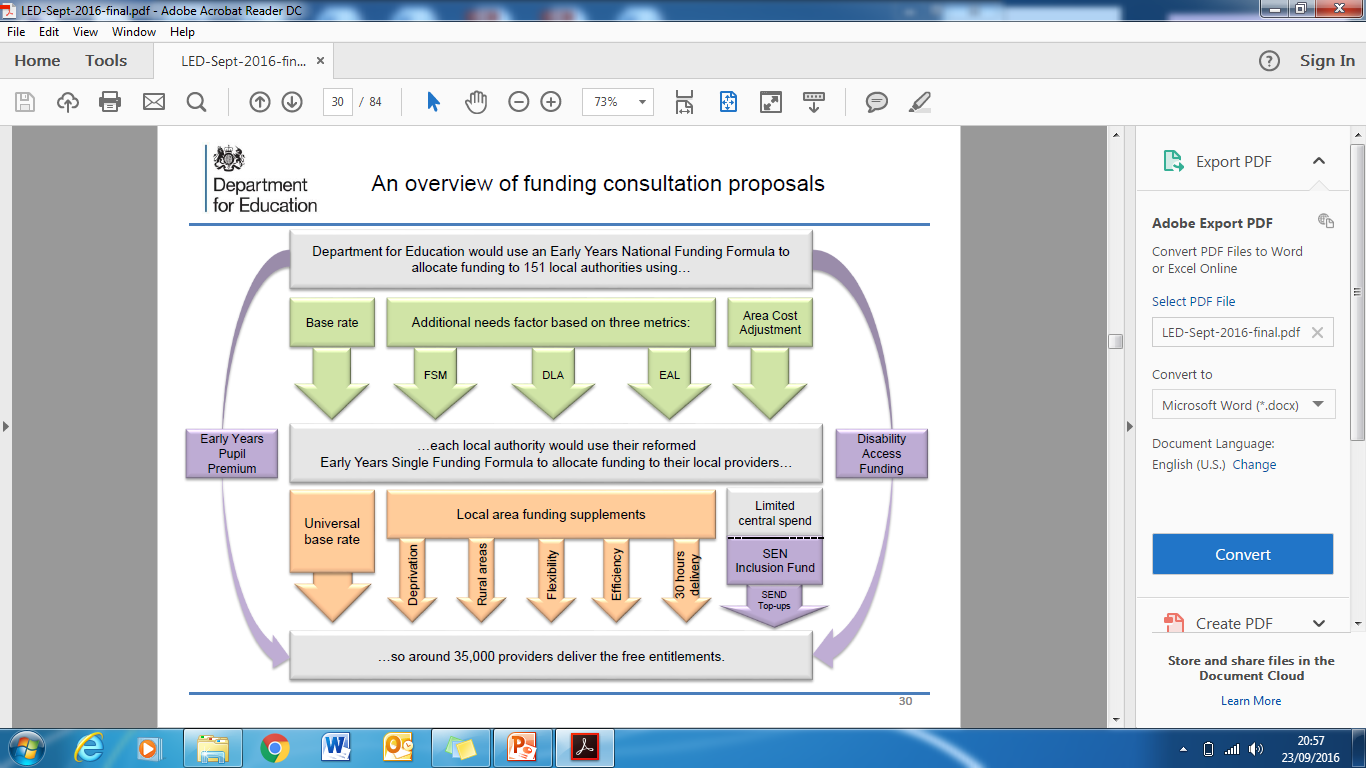 LED-Sept-2016-final.pdf - Adobe Acrobat Reader DC
File Edit View Window Help
Home Tools LED-Sept-2016-fin... × Sign In
30 / 84 73%
Department
for Education
An overview of funding consultation proposals
Department for Education would use an Early Years National Funding Formula to
allocate funding to 151 local authorities using…
Base rate
Additional needs factor based on three metrics:
Area Cost
Adjustment
FSM
DLA
EAL
Early Years
Pupil
Premium
…each local authority would use their reformed
Early Years Single Funding Formula to allocate funding to their local providers…
Disability
Access
Funding
Universal
base rate
Local area funding supplements
Limited
central spend
Deprivation
Rural areas
Flexibility
Efficiency
30 hours
delivery
SEN
Inclusion Fund
SEND
Top-ups
…so around 35,000 providers deliver the free entitlements.
30
Export PDF
Adobe Export PDF
Convert PDF Files to Word
or Excel Online
Select PDF File
LED-Sept-2016-final.pdf
Convert to
Microsoft Word (*.docx)
Document Language:
English (U.S.) Change
Convert
Create PDF
Store and share files in the
Document Cloud
Learn More
20:57
23/09/2016